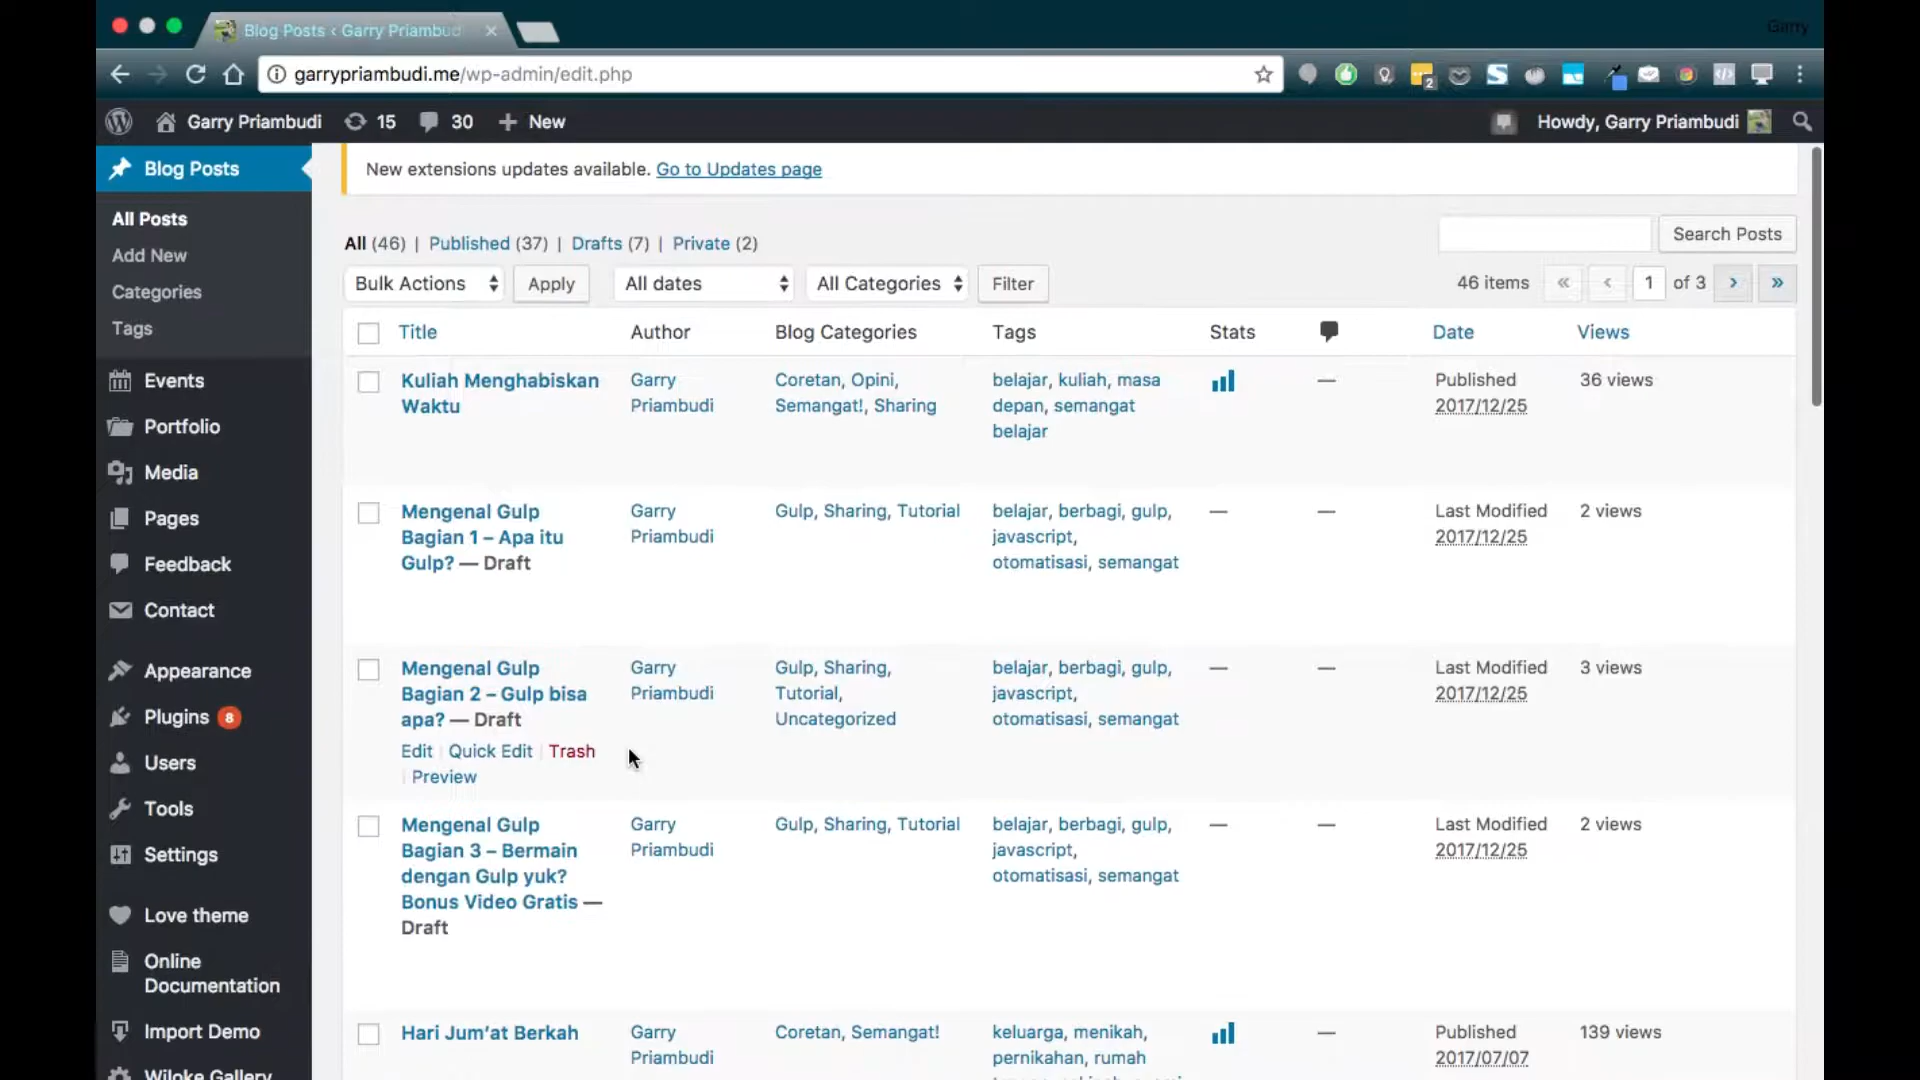 Blog Posts ‹ Garry Priambud
Garry
garrypriambudi.me/wp-admin/edit.php
2
Garry Priambudi 15 30 New
Howdy, Garry Priambudi
Blog Posts
All Posts
Add New
Categories
Tags
Events
Portfolio
Media
Pages
Feedback
Contact
Appearance
Plugins 8
Users
Tools
Settings
Love theme
Online
Documentation
Import Demo
Wiloke Gallery
New extensions updates available. Go to Updates page
All (46) | Published (37) | Drafts (7) | Private (2)
Search Posts
Bulk Actions Apply All dates All Categories Filter
46 items « ‹ 1 of 3 › »
Title Author Blog Categories Tags Stats Date Views
Kuliah Menghabiskan
Waktu
Garry
Priambudi
Coretan, Opini,
Semangat!, Sharing
belajar, kuliah, masa
depan, semangat
belajar
—
Published
2017/12/25
36 views
Mengenal Gulp
Bagian 1 – Apa itu
Gulp? — Draft
Garry
Priambudi
Gulp, Sharing, Tutorial
belajar, berbagi, gulp,
javascript,
otomatisasi, semangat
—
—
Last Modified
2017/12/25
2 views
Mengenal Gulp
Bagian 2 – Gulp bisa
apa? — Draft
Edit | Quick Edit | Trash
| Preview
Garry
Priambudi
Gulp, Sharing,
Tutorial,
Uncategorized
belajar, berbagi, gulp,
javascript,
otomatisasi, semangat
—
—
Last Modified
2017/12/25
3 views
Mengenal Gulp
Bagian 3 – Bermain
dengan Gulp yuk?
Bonus Video Gratis —
Draft
Garry
Priambudi
Gulp, Sharing, Tutorial
belajar, berbagi, gulp,
javascript,
otomatisasi, semangat
—
—
Last Modified
2017/12/25
2 views
Hari Jum'at Berkah
Garry
Priambudi
Coretan, Semangat!
keluarga, menikah,
pernikahan, rumah
—
Published
2017/07/07
139 views